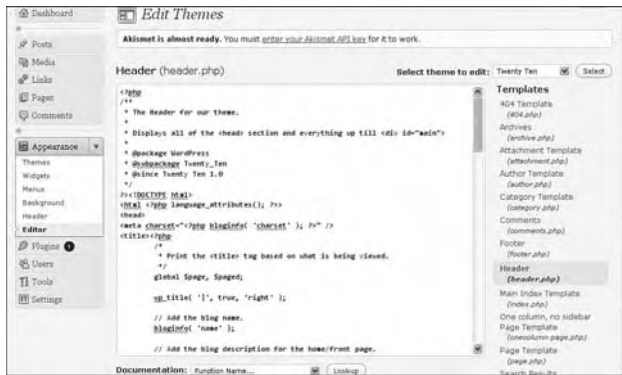 Dashboard
Posts
Media
Links
Pages
Comments
Appearance
Themes
Widgets
Menus
Background
Header
Editor
Plugins 1
Users
Tools
Settings
Edit Themes
Akismet is almost ready. You must enter your Akismet API key for it to work.
Header (header.php)
Select theme to edit: Twenty Ten Select
<?php
/**
* The Header for our theme.
*
* Displays all of the <head> section and everything up till <div id="main">
*
* @package WordPress
* @subpackage Twenty_Ten
* @since Twenty Ten 1.0
*/
?><!DOCTYPE html>
<html <?php language_attributes(); ?>>
<head>
<meta charset="<?php bloginfo( 'charset' ); ?>" />
<title><?php
/*
* Print the <title> tag based on what is being viewed.
*/
global $page, $paged;
wp_title( '|', true, 'right' );
// Add the blog name.
bloginfo( 'name' );
// Add the blog description for the home/front page.
Documentation: Function Name... Lookup
Templates
404 Template
(404.php)
Archives
(archive.php)
Attachment Template
(attachment.php)
Author Template
(author.php)
Category Template
(category.php)
Comments
(comments.php)
Footer
(footer.php)
Header
(header.php)
Main Index Template
(index.php)
One column, no sidebar
Page Template
(onecolumn-page.php)
Page Template
(page.php)
Search Results